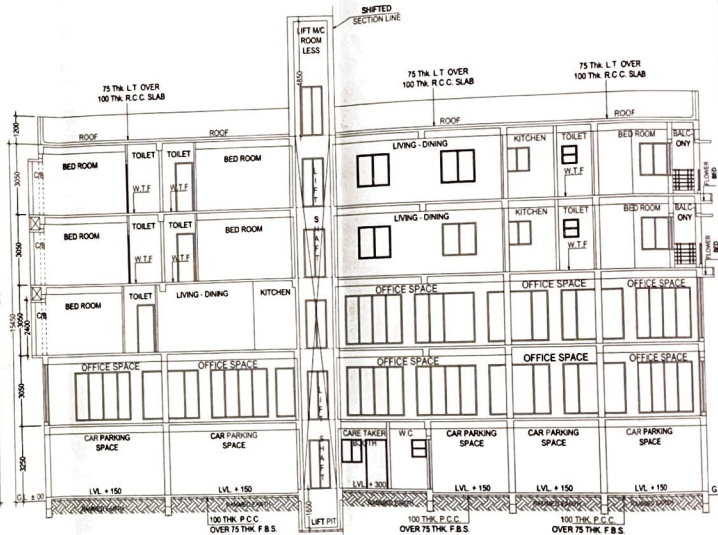 SHIFTED
SECTION LINE
LIFT M/C
ROOM
LESS
4850
75 Thk. L.T OVER
100 Thk. R.C.C. SLAB
75 Thk. L.T OVER
100 Thk. R.C.C. SLAB
75 Thk. L.T OVER
100 Thk. R.C.C. SLAB
1200
ROOF
ROOF
ROOF
ROOF
3050
C/B
BED ROOM
TOILET
TOILET
BED ROOM
W.T.F
LIFT
LIVING - DINING
KITCHEN
TOILET
W.T.F
BED ROOM
BALC-
ONY
FLOWER
BED
3050
C/B
BED ROOM
TOILET
TOILET
BED ROOM
W.T.F
SHAFT
LIVING - DINING
KITCHEN
TOILET
W.T.F
BED ROOM
BALC-
ONY
FLOWER
BED
15450
3050
2400
C/B
BED ROOM
TOILET
LIVING - DINING
KITCHEN
OFFICE SPACE
OFFICE SPACE
OFFICE SPACE
3050
OFFICE SPACE
OFFICE SPACE
LIFT
OFFICE SPACE
OFFICE SPACE
OFFICE SPACE
3250
CAR PARKING
SPACE
CAR PARKING
SPACE
SHAFT
CARE TAKER
BOOTH
W.C.
CAR PARKING
SPACE
CAR PARKING
SPACE
CAR PARKING
SPACE
G.L ± 00
LVL. + 150
LVL. + 150
LVL + 300
LVL. + 150
LVL. + 150
LVL. + 150
G
100 THK. P.C.C
OVER 75 THK. F.B.S.
1650
LIFT PIT
100 THK. P.C.C.
OVER 75 THK. F.B.S.
100 THK. P.C.C.
OVER 75 THK. F.B.S.